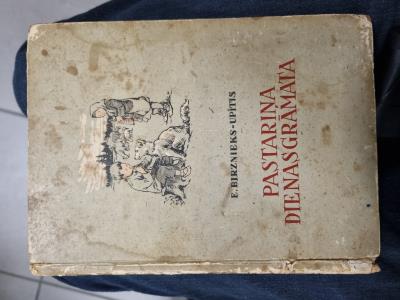 E. BIRZNIEKS-UPĪTIS
PASTARIŅA
DIENASGRĀMATA